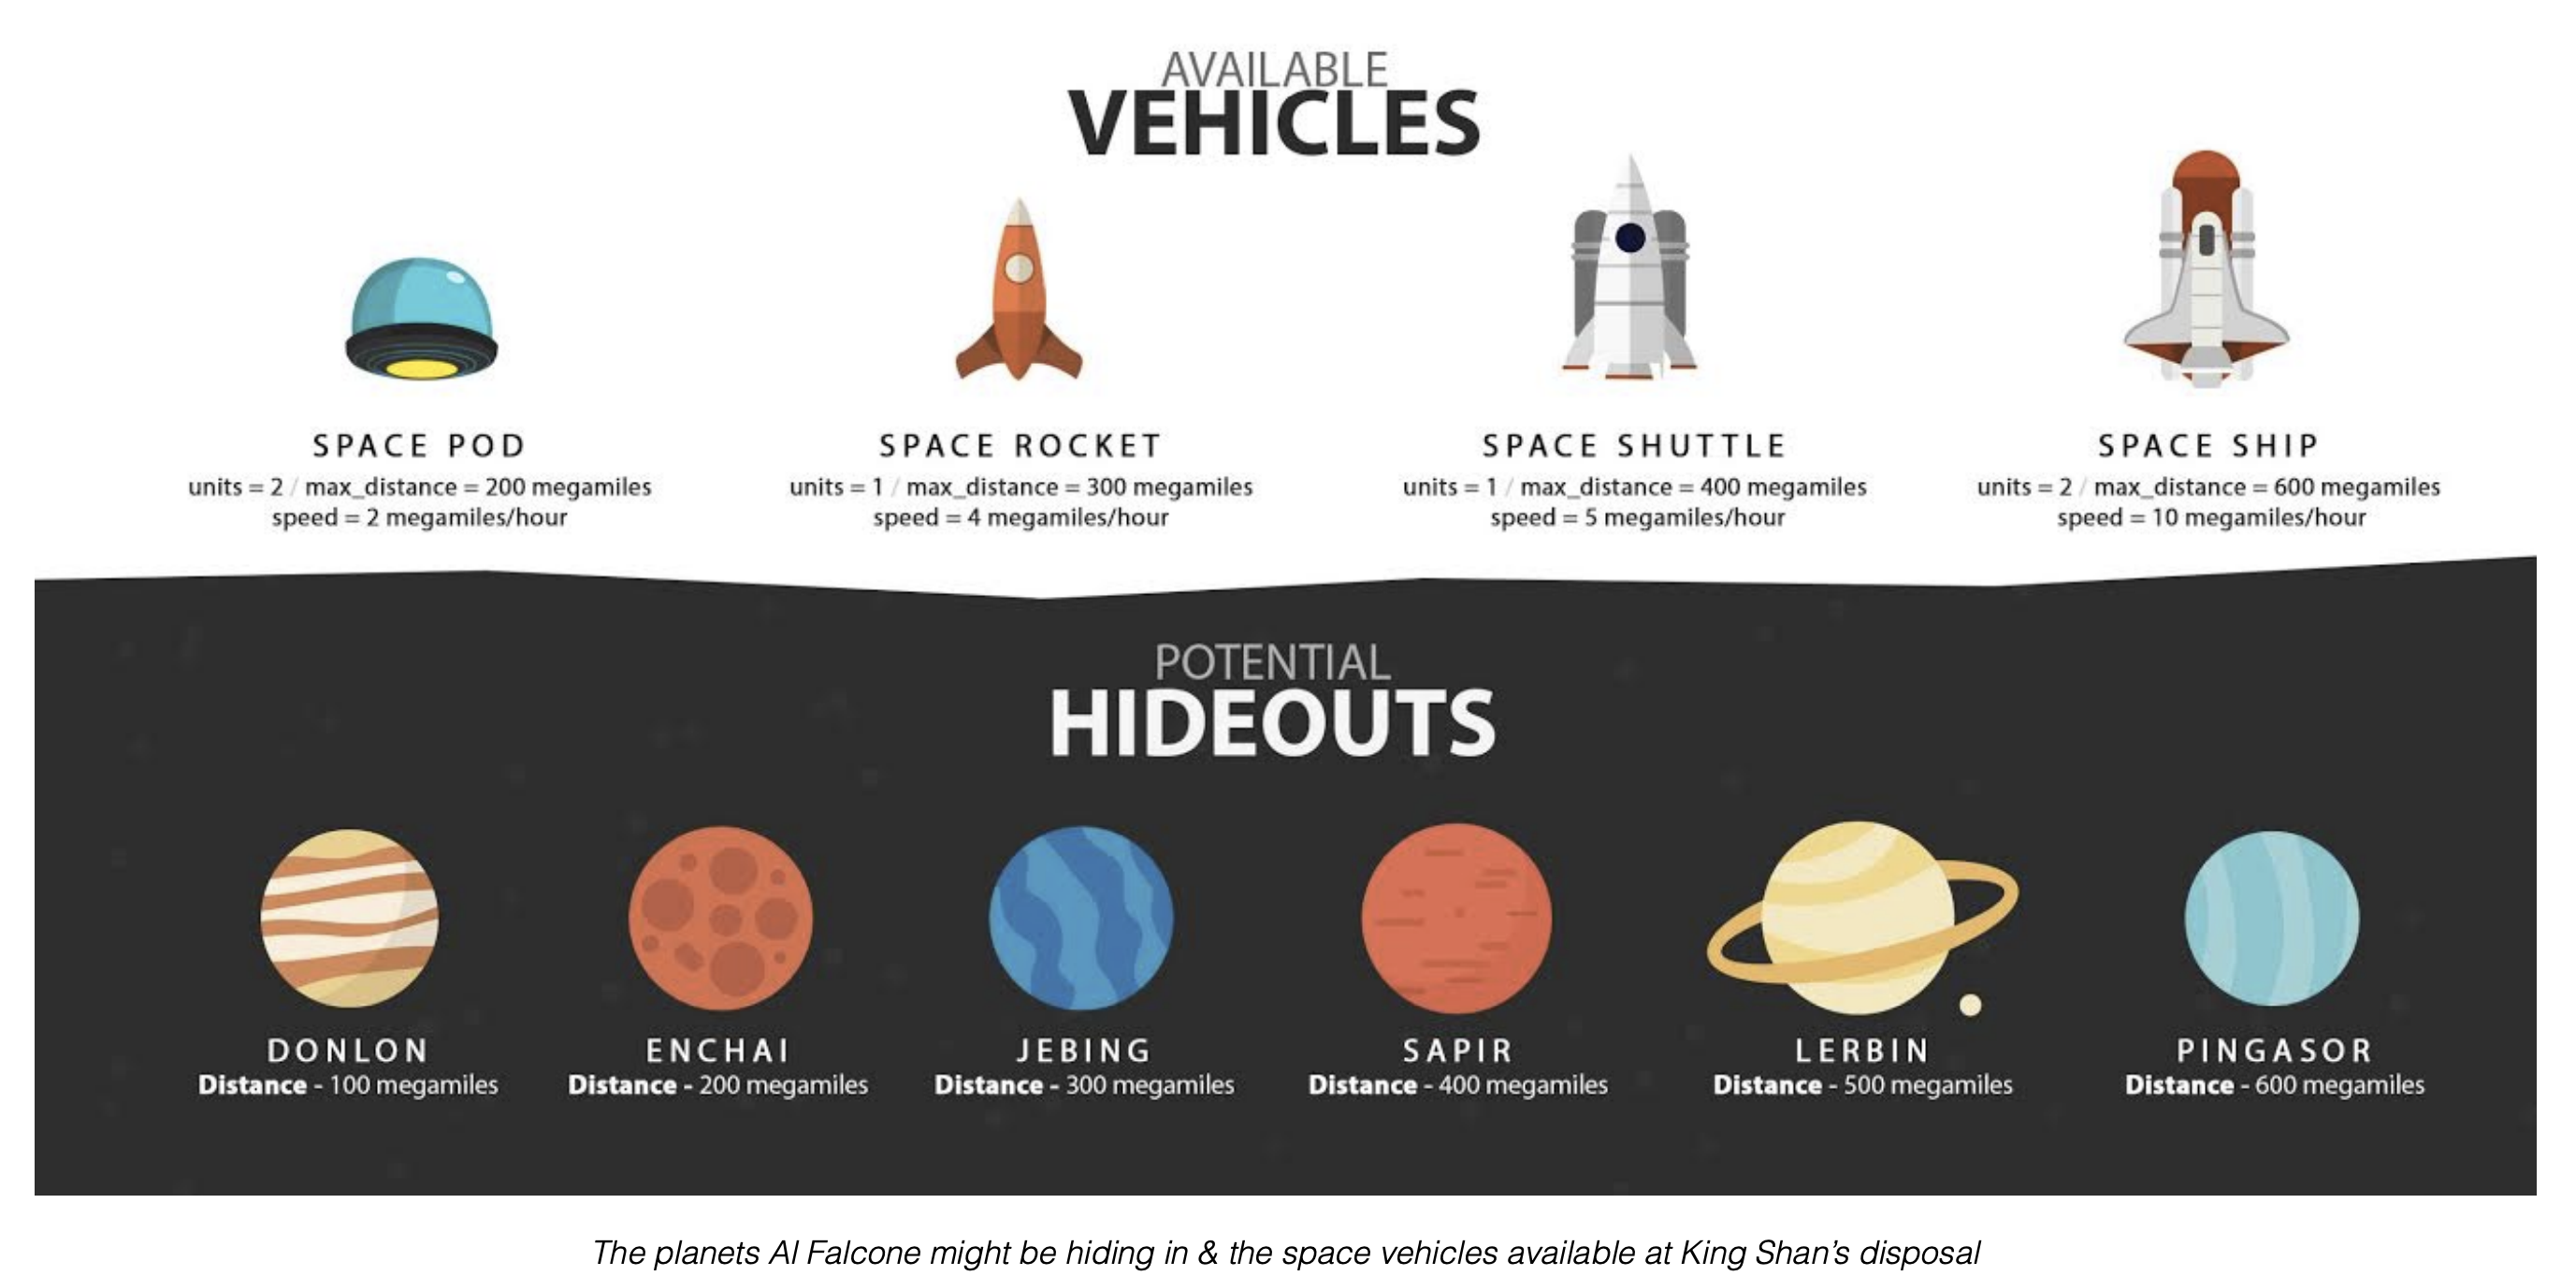 AVAILABLE
VEHICLES
SPACE POD
units = 2 / max_distance = 200 megamiles
speed = 2 megamiles/hour
SPACE ROCKET
units = 1 / max_distance = 300 megamiles
speed = 4 megamiles/hour
SPACE SHUTTLE
units = 1 / max_distance = 400 megamiles
speed = 5 megamiles/hour
SPACE SHIP
units = 2 / max_distance = 600 megamiles
speed = 10 megamiles/hour
POTENTIAL
HIDEOUTS
DONLON
Distance - 100 megamiles
ENCHAI
Distance - 200 megamiles
JEBING
Distance - 300 megamiles
SAPIR
Distance - 400 megamiles
LERBIN
Distance - 500 megamiles
PINGASOR
Distance - 600 megamiles
The planets Al Falcone might be hiding in & the space vehicles available at King Shan's disposal